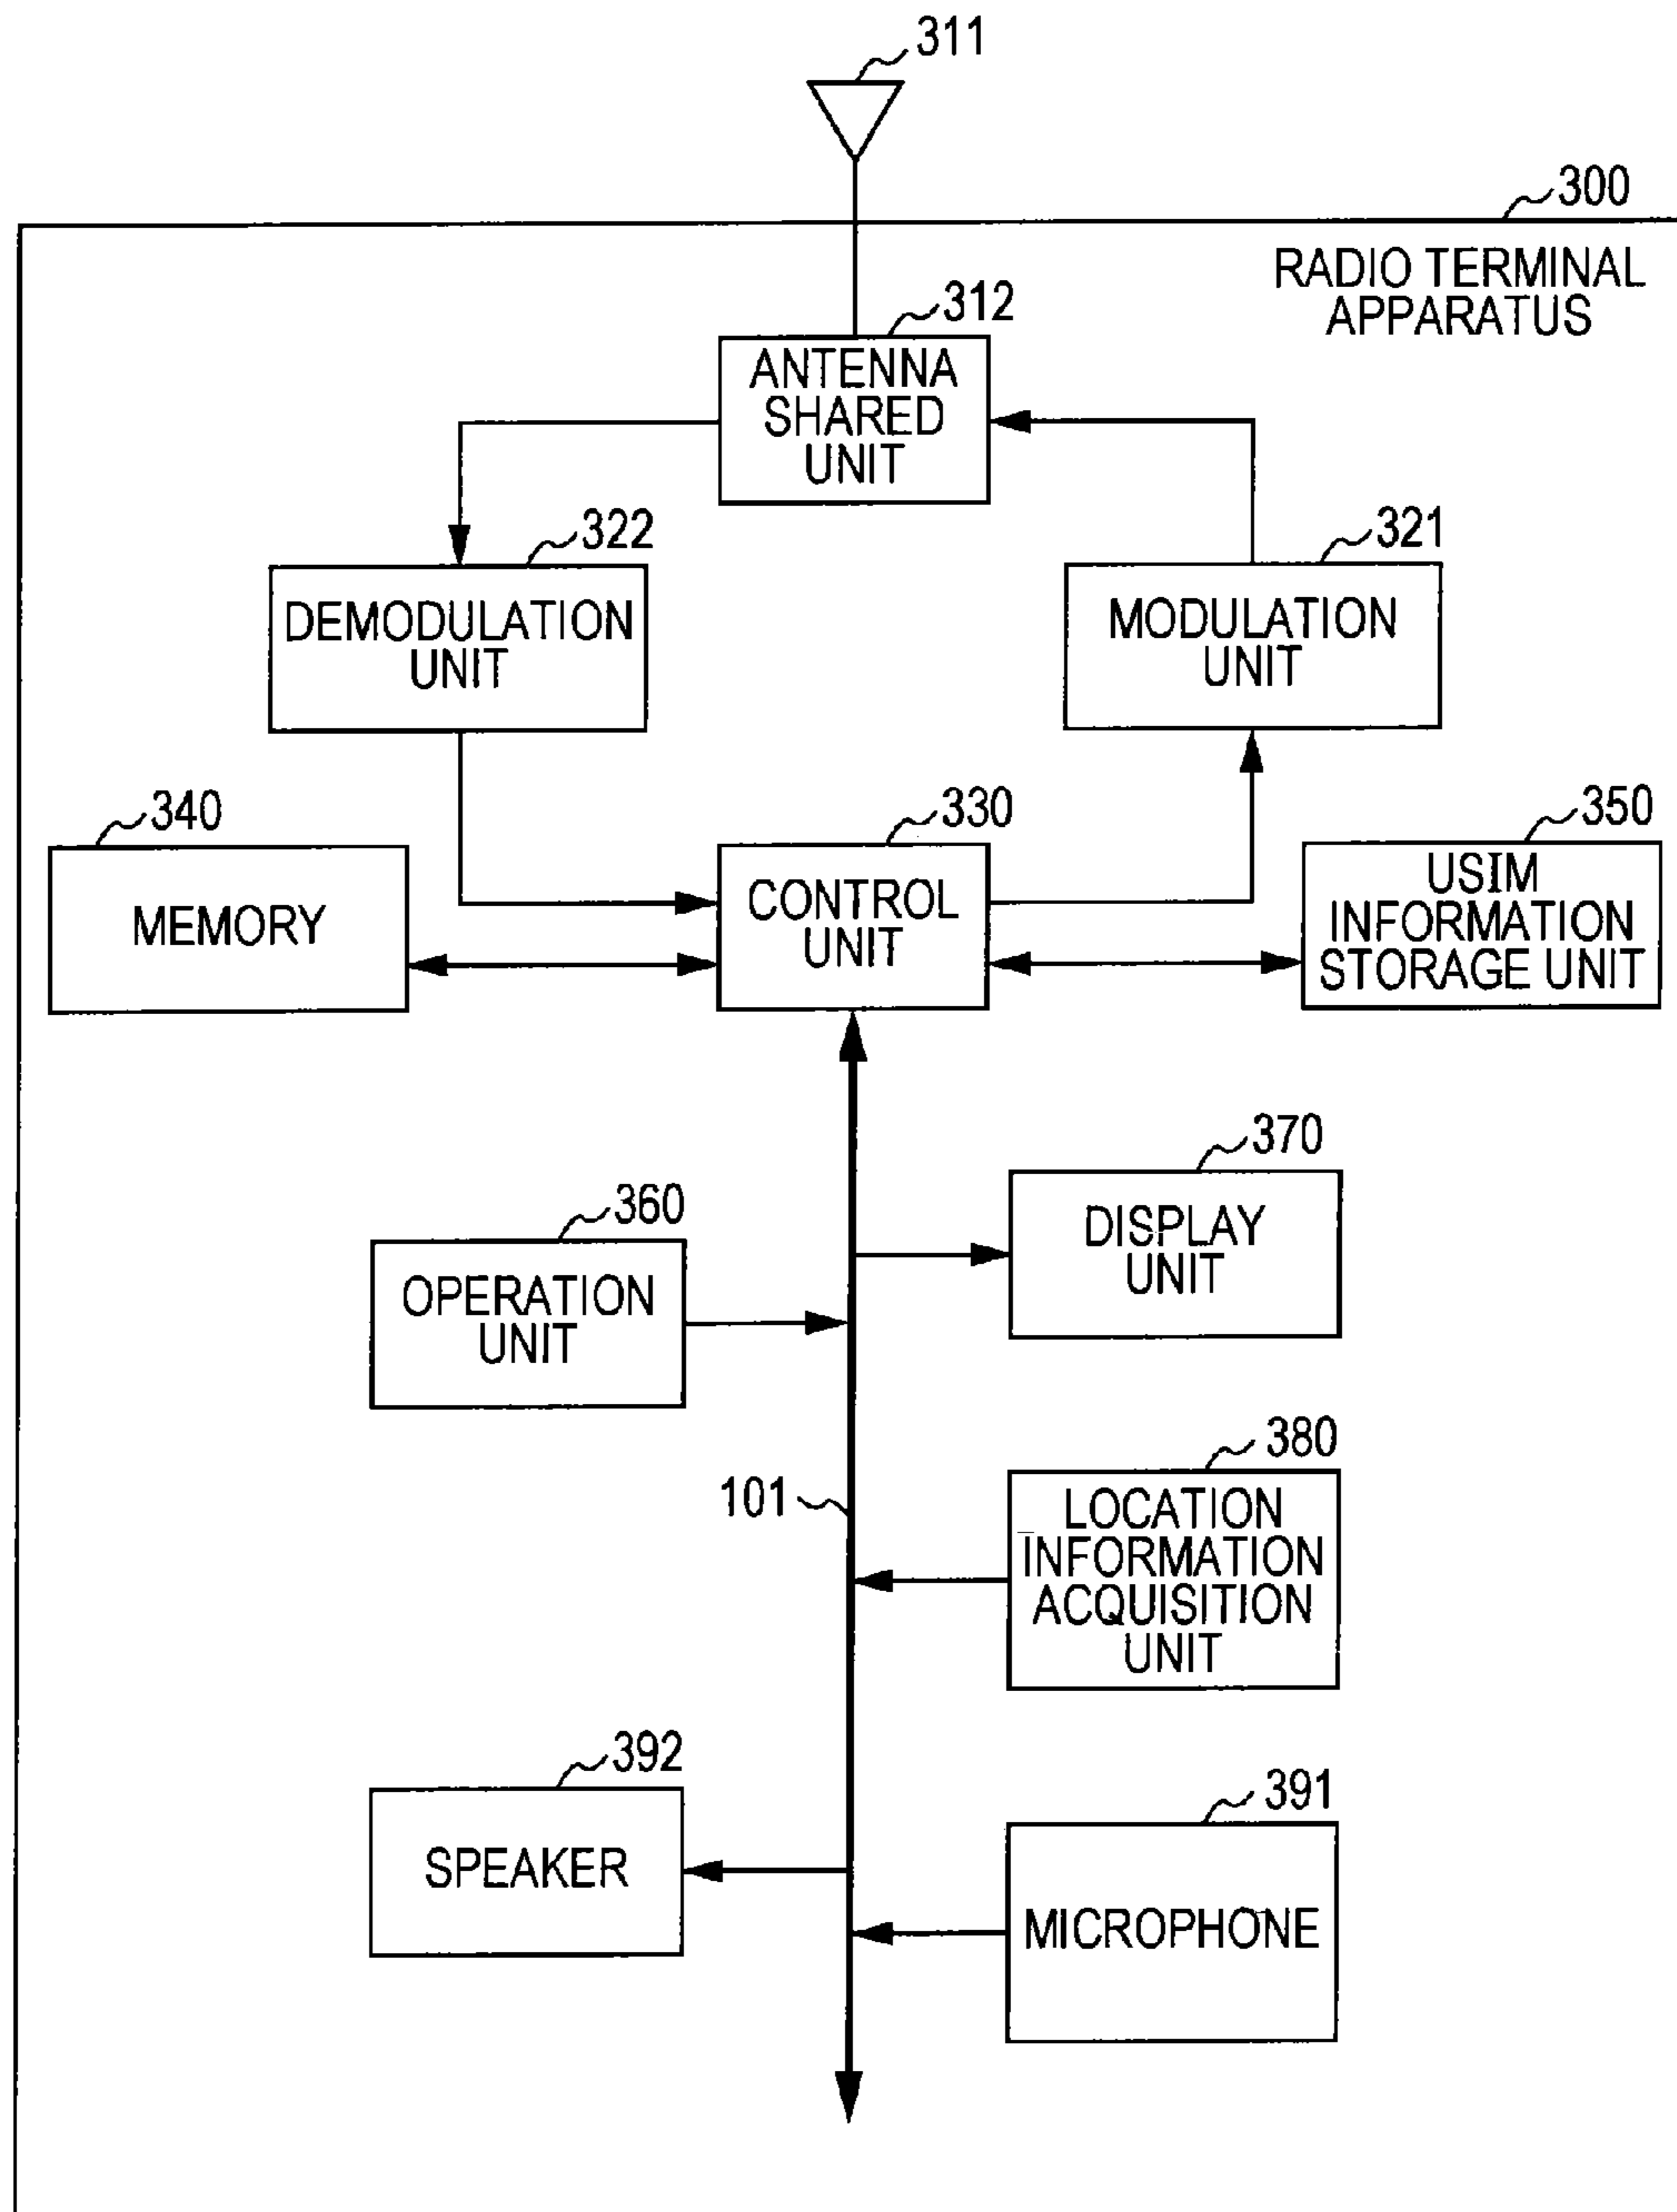 311
300
RADIO TERMINAL
APPARATUS
312
ANTENNA
SHARED
UNIT
322
DEMODULATION
UNIT
321
MODULATION
UNIT
340
MEMORY
330
CONTROL
UNIT
350
USIM
INFORMATION
STORAGE UNIT
370
DISPLAY
UNIT
360
OPERATION
UNIT
380
LOCATION
INFORMATION
ACQUISITION
UNIT
101
392
SPEAKER
391
MICROPHONE